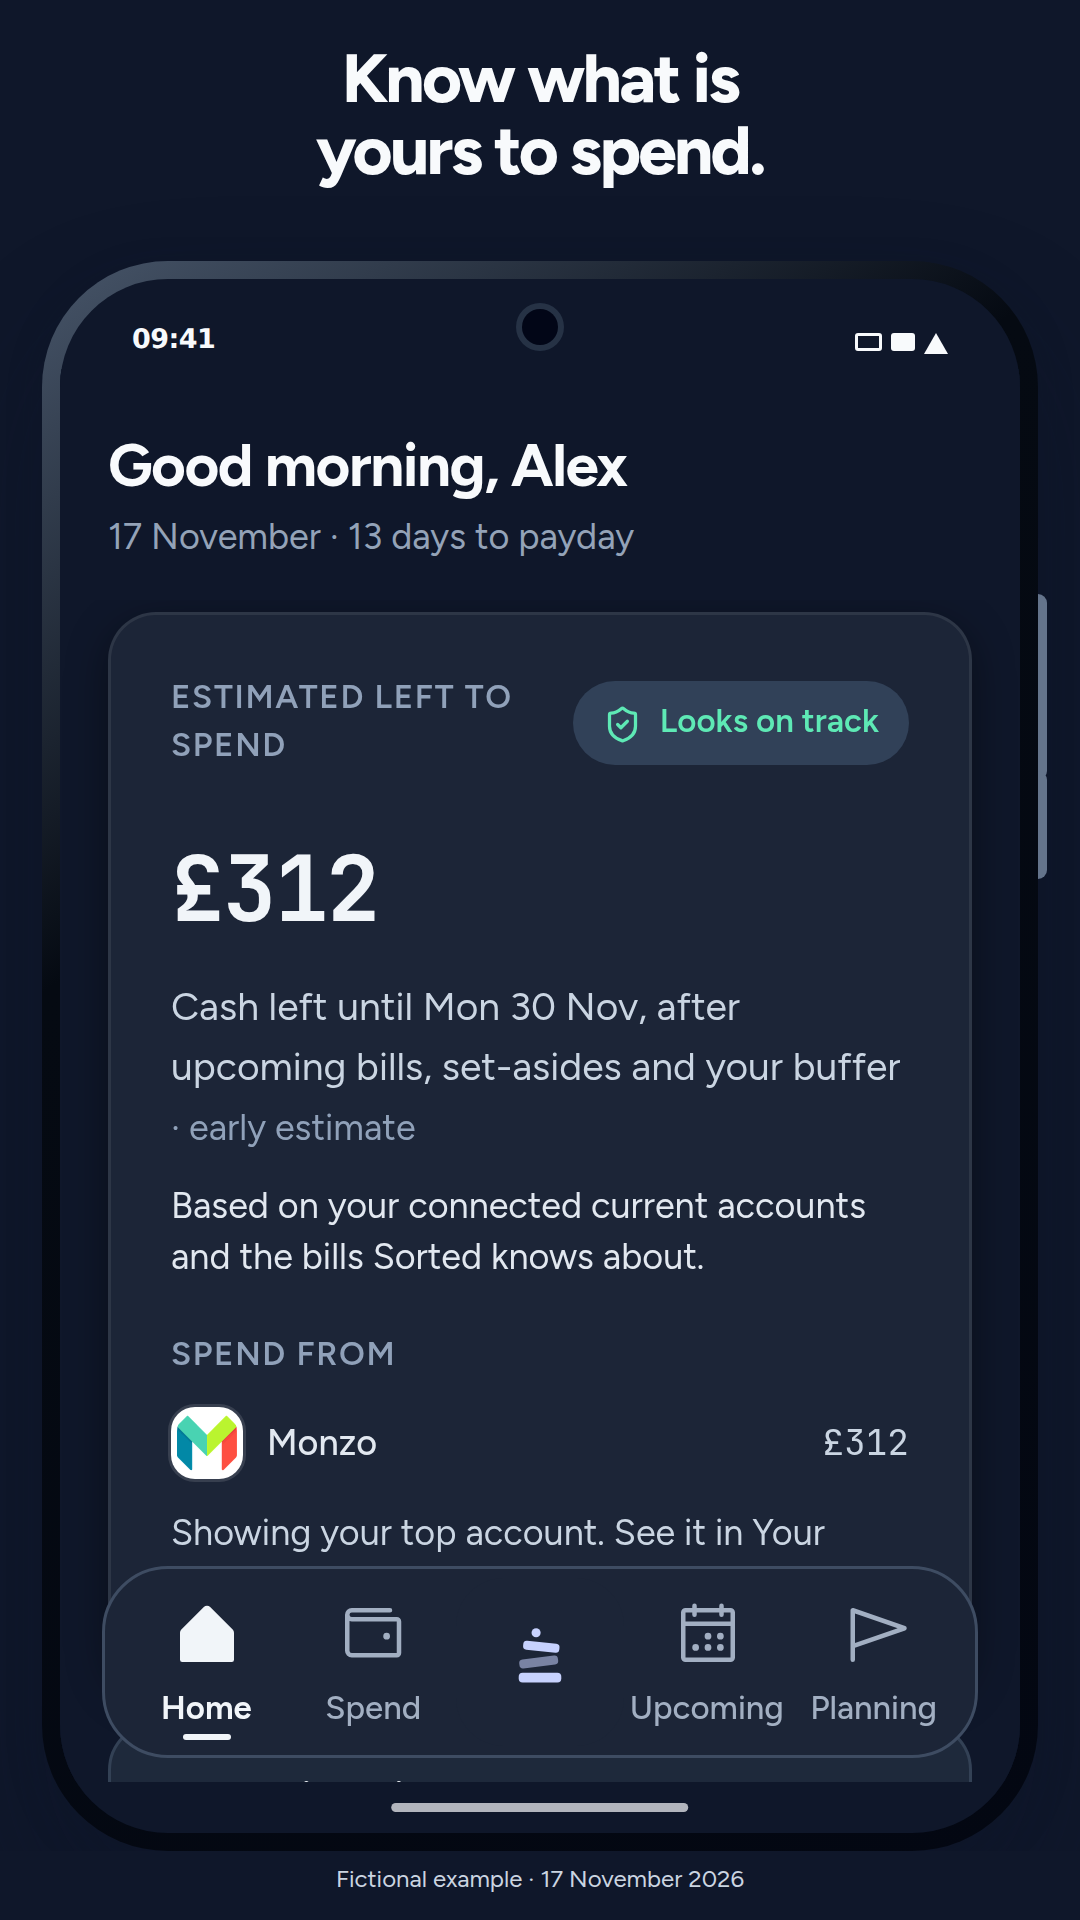 Know what is
yours to spend.
09:41
Good morning, Alex
17 November · 13 days to payday
ESTIMATED LEFT TO
SPEND
Looks on track
£312
Cash left until Mon 30 Nov, after
upcoming bills, set-asides and your buffer
· early estimate
Based on your connected current accounts
and the bills Sorted knows about.
SPEND FROM
Monzo £312
Showing your top account. See it in Your
Home Spend Upcoming Planning
Fictional example · 17 November 2026